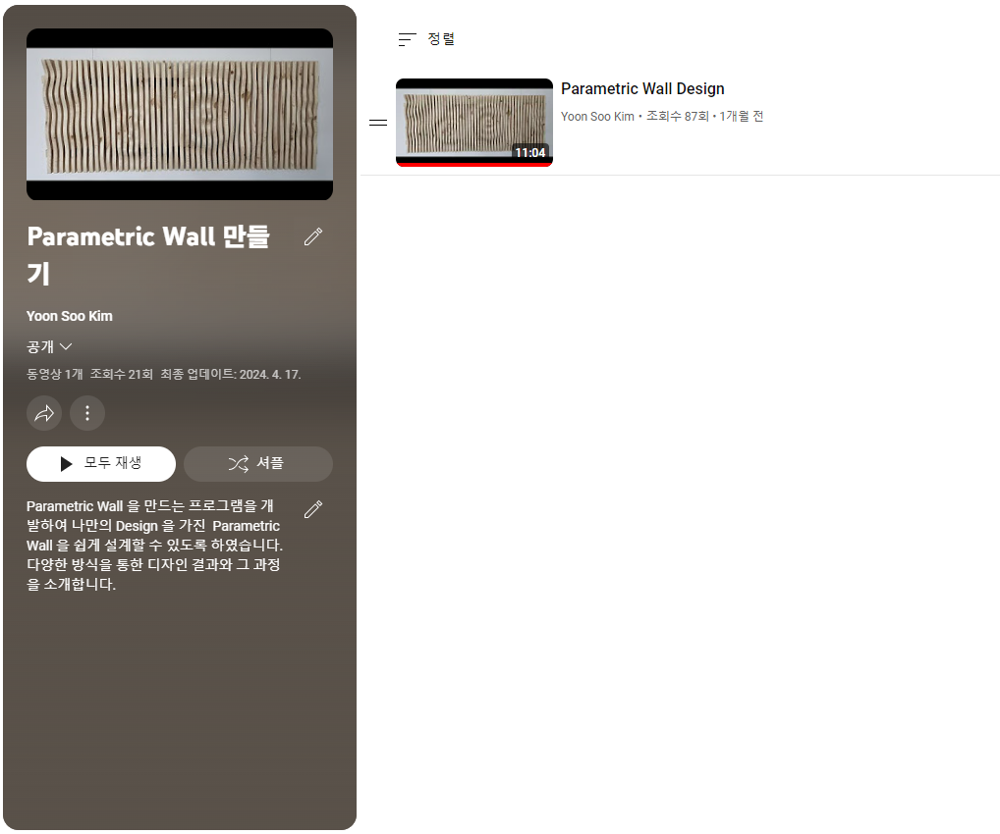 Parametric Wall 만들
기
Yoon Soo Kim
공개
동영상 1개 조회수 21회 최종 업데이트: 2024. 4. 17.
모두 재생
셔플
Parametric Wall 을 만드는 프로그램을 개
발하여 나만의 Design 을 가진 Parametric
Wall 을 쉽게 설계할 수 있도록 하였습니다.
다양한 방식을 통한 디자인 결과와 그 과정
을 소개합니다.
정렬
11:04
Parametric Wall Design
Yoon Soo Kim • 조회수 87회 • 1개월 전